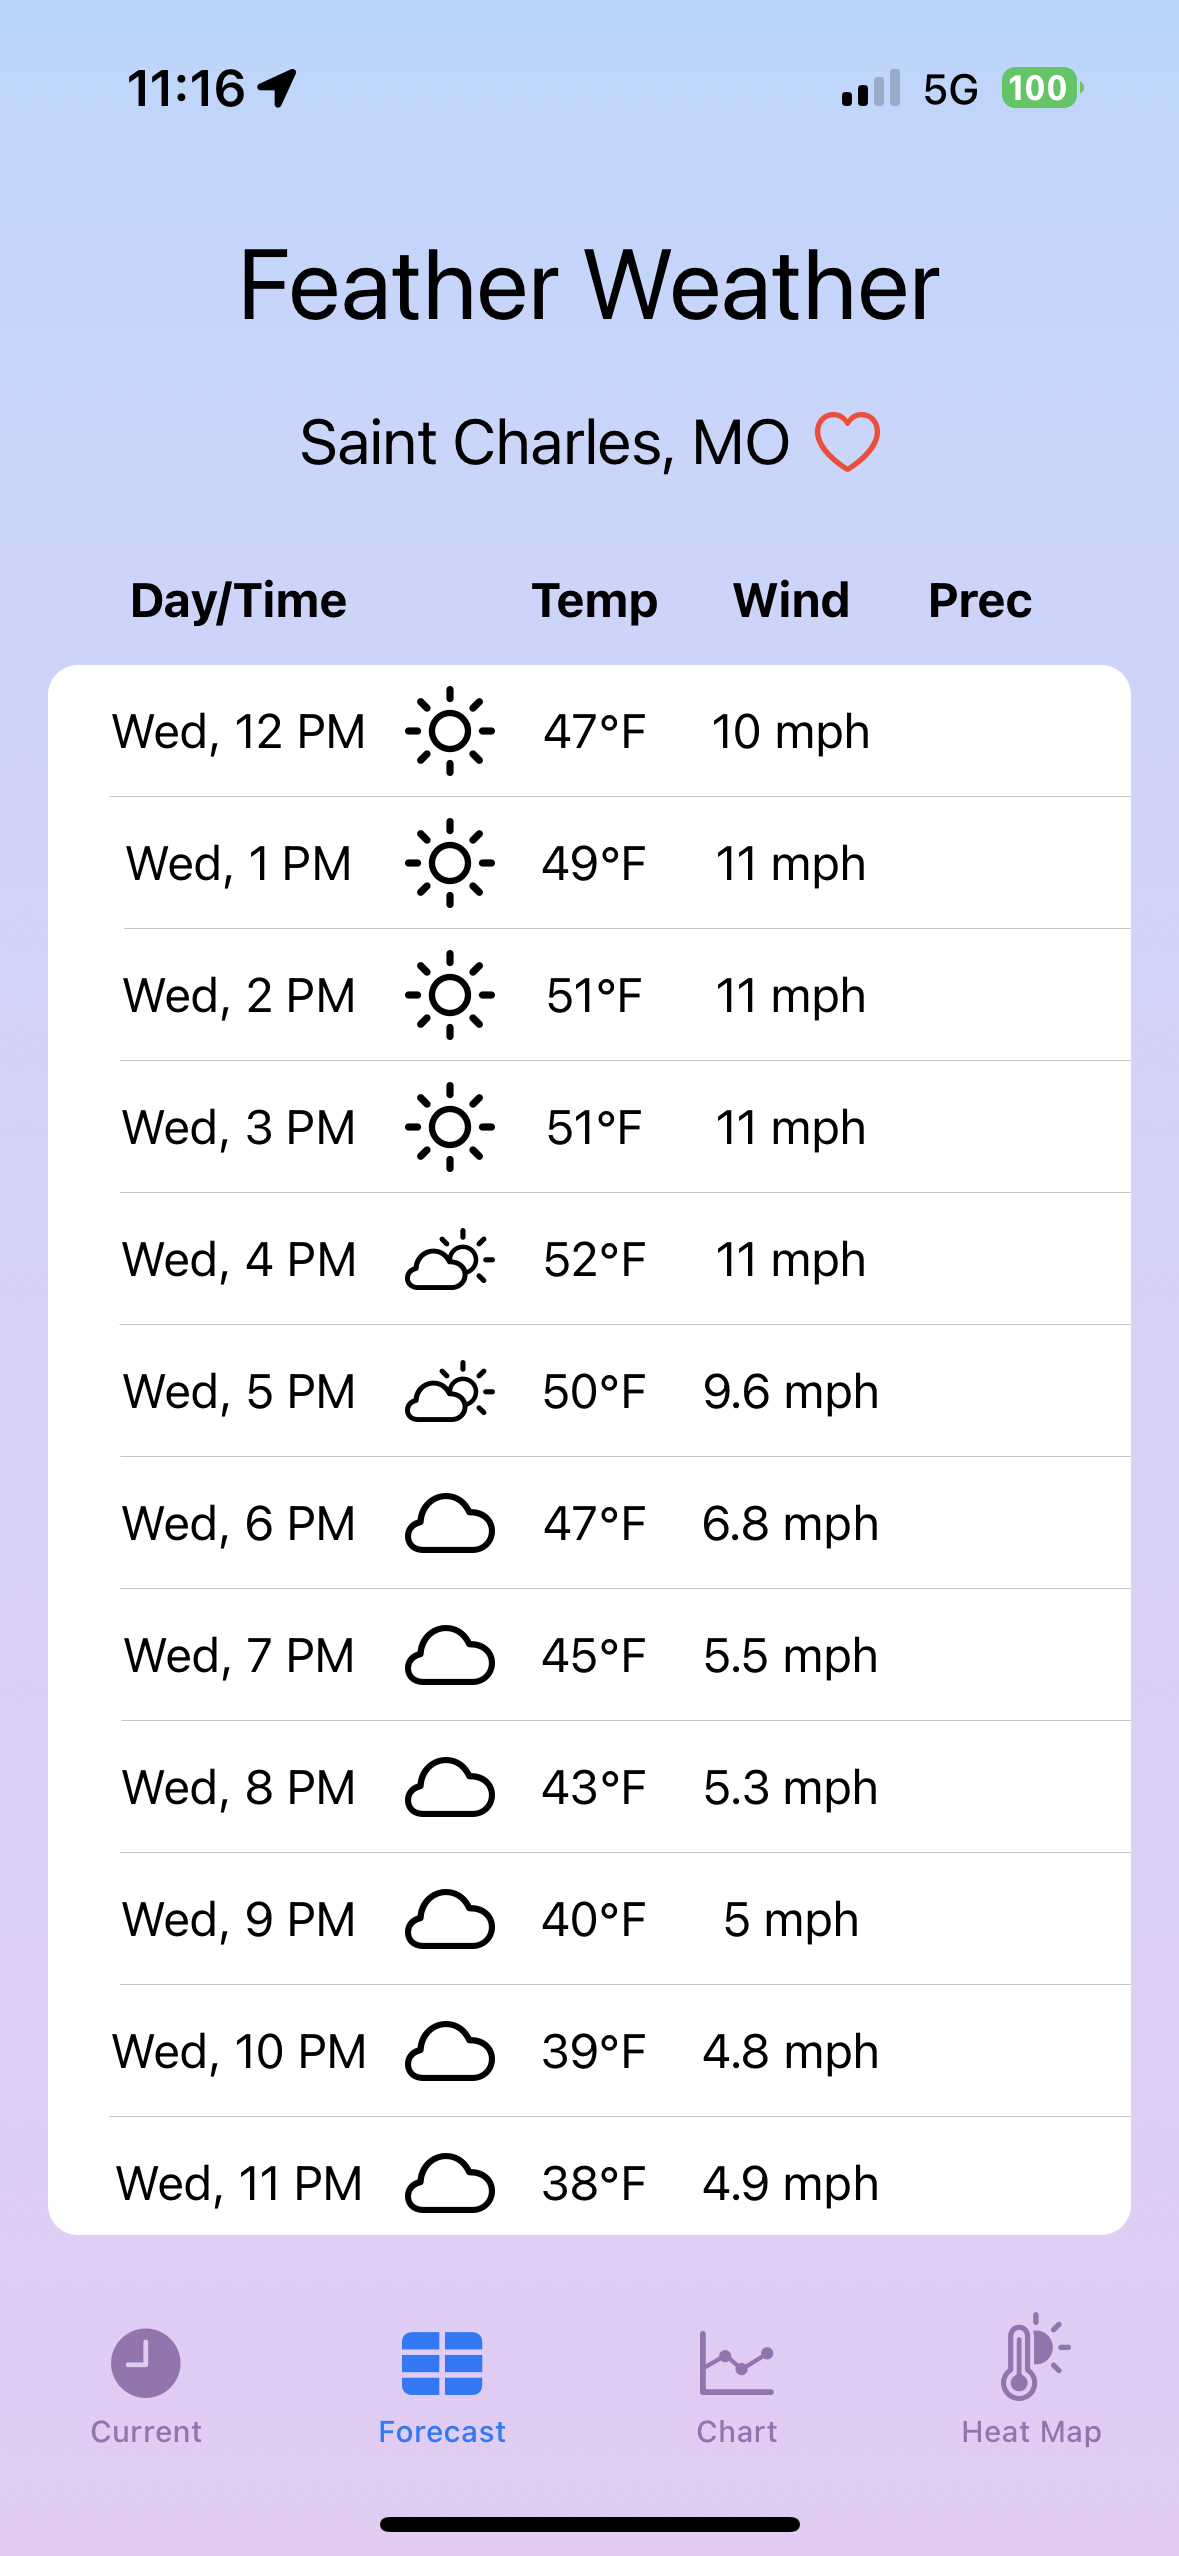 11:16 5G 100
Feather Weather
Saint Charles, MO
Day/Time Temp Wind Prec
Wed, 12 PM 47°F 10 mph
Wed, 1 PM 49°F 11 mph
Wed, 2 PM 51°F 11 mph
Wed, 3 PM 51°F 11 mph
Wed, 4 PM 52°F 11 mph
Wed, 5 PM 50°F 9.6 mph
Wed, 6 PM 47°F 6.8 mph
Wed, 7 PM 45°F 5.5 mph
Wed, 8 PM 43°F 5.3 mph
Wed, 9 PM 40°F 5 mph
Wed, 10 PM 39°F 4.8 mph
Wed, 11 PM 38°F 4.9 mph
Current Forecast Chart Heat Map